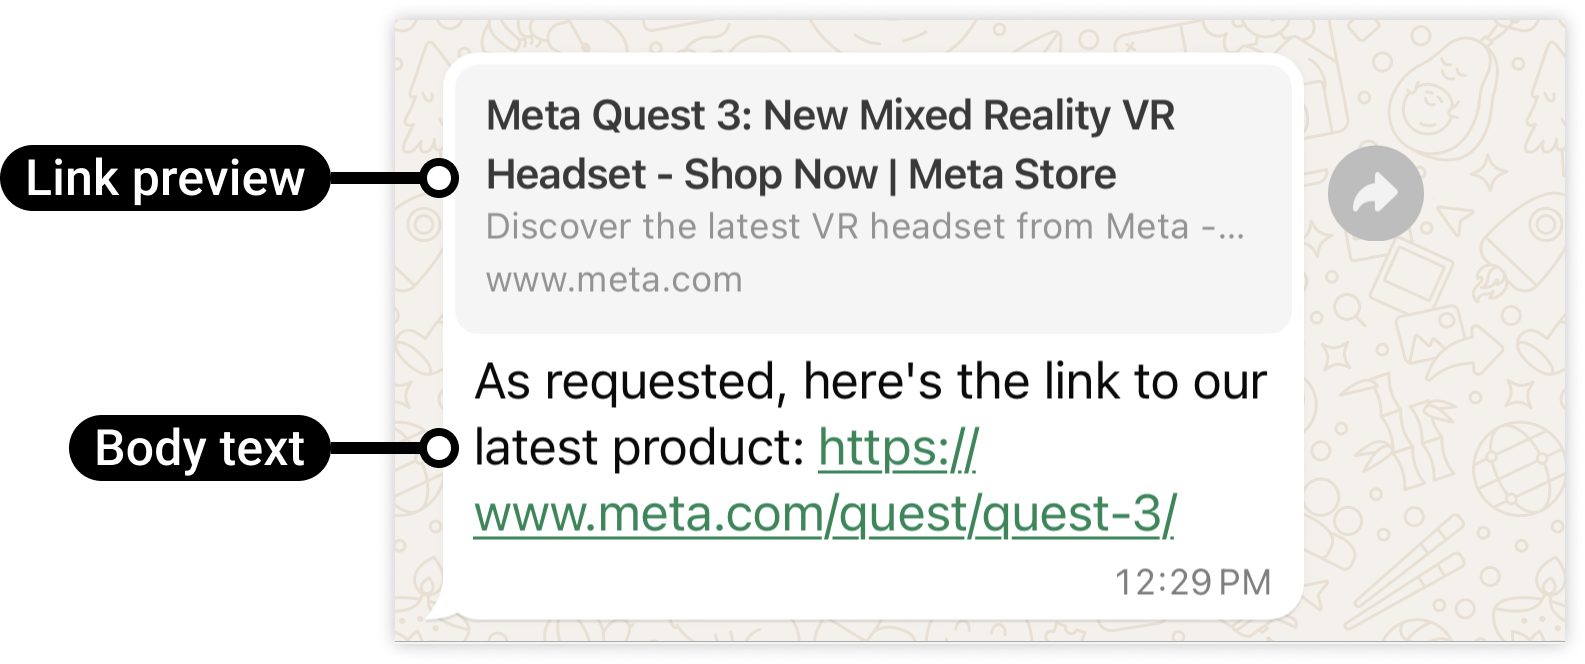 Link preview
Meta Quest 3: New Mixed Reality VR
Headset - Shop Now | Meta Store
Discover the latest VR headset from Meta -...
www.meta.com
Body text
As requested, here's the link to our
latest product: https://
www.meta.com/quest/quest-3/
12:29 PM